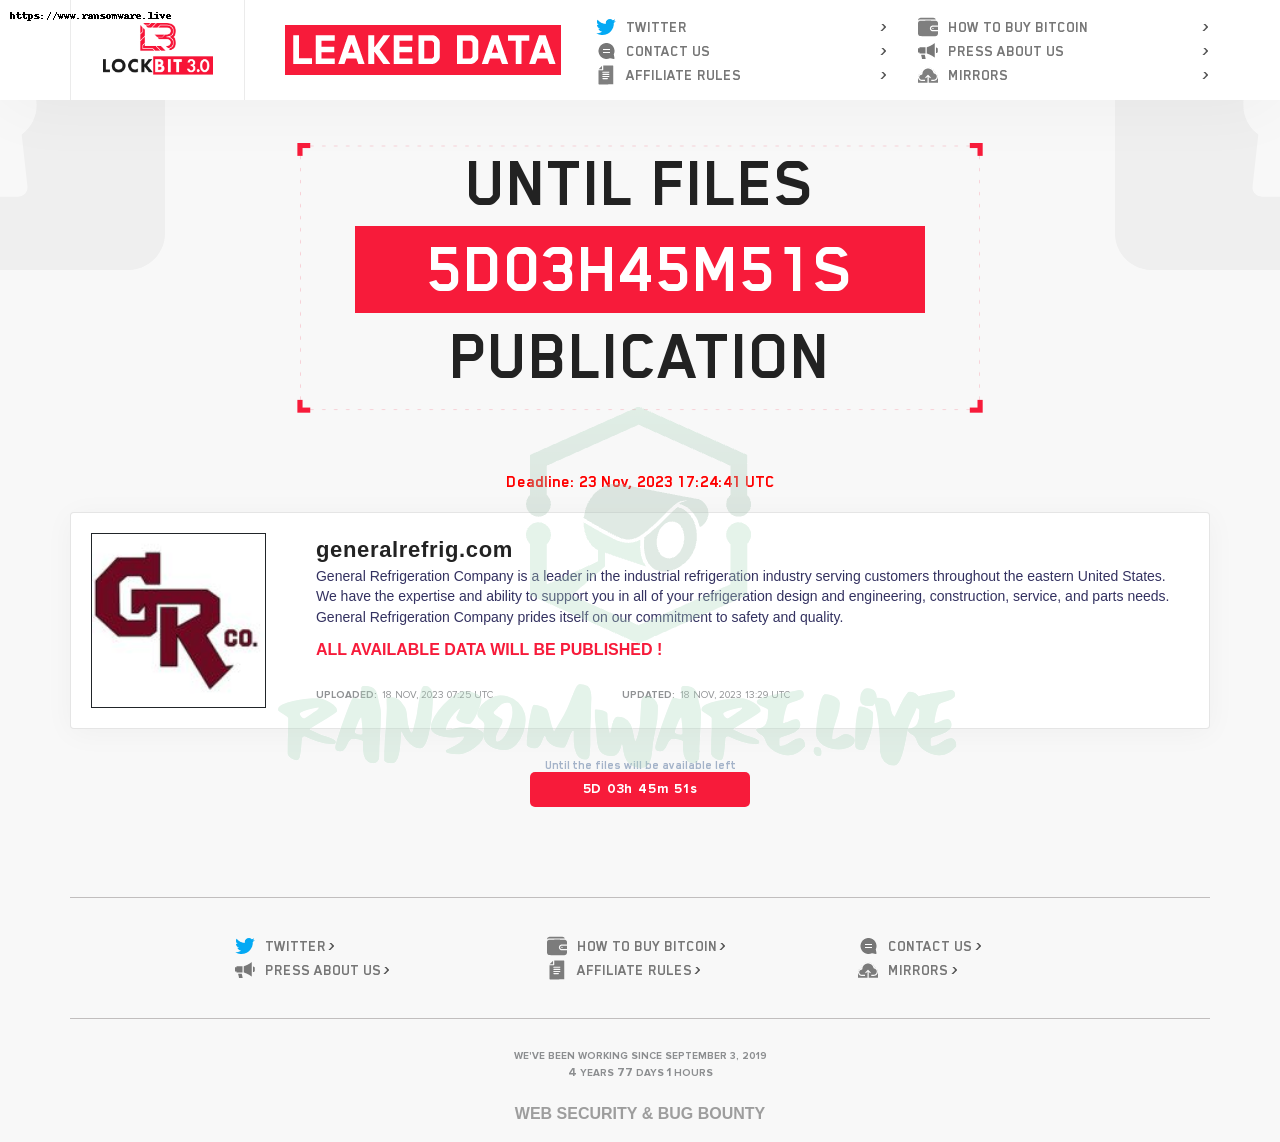 https://www.ransomware.live
LOCKBIT 3.0
LEAKED DATA
TWITTER
CONTACT US
AFFILIATE RULES
HOW TO BUY BITCOIN
PRESS ABOUT US
MIRRORS
UNTIL FILES
5D03H45M51S
PUBLICATION
Deadline: 23 Nov, 2023 17:24:41 UTC
GR CO.
generalrefrig.com
General Refrigeration Company is a leader in the industrial refrigeration industry serving customers throughout the eastern United States.
We have the expertise and ability to support you in all of your refrigeration design and engineering, construction, service, and parts needs.
General Refrigeration Company prides itself on our commitment to safety and quality.
ALL AVAILABLE DATA WILL BE PUBLISHED !
UPLOADED: 18 NOV, 2023 07:25 UTC
UPDATED: 18 NOV, 2023 13:29 UTC
RANSOMWARE.LIVE
Until the files will be available left
5D 03h 45m 51s
TWITTER
HOW TO BUY BITCOIN
CONTACT US
PRESS ABOUT US
AFFILIATE RULES
MIRRORS
WE'VE BEEN WORKING SINCE SEPTEMBER 3, 2019
4 YEARS 77 DAYS 1 HOURS
WEB SECURITY & BUG BOUNTY